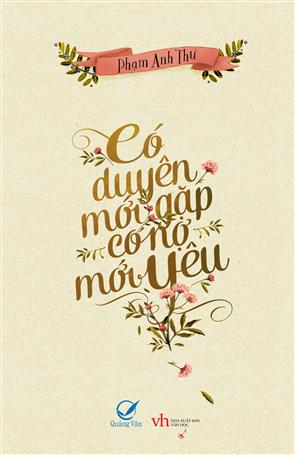 Phạm Anh Thư
Có
duyên
mới gặp
có nợ
mới yêu
Quảng Văn
vh
NHÀ XUẤT BẢN
VĂN HỌC